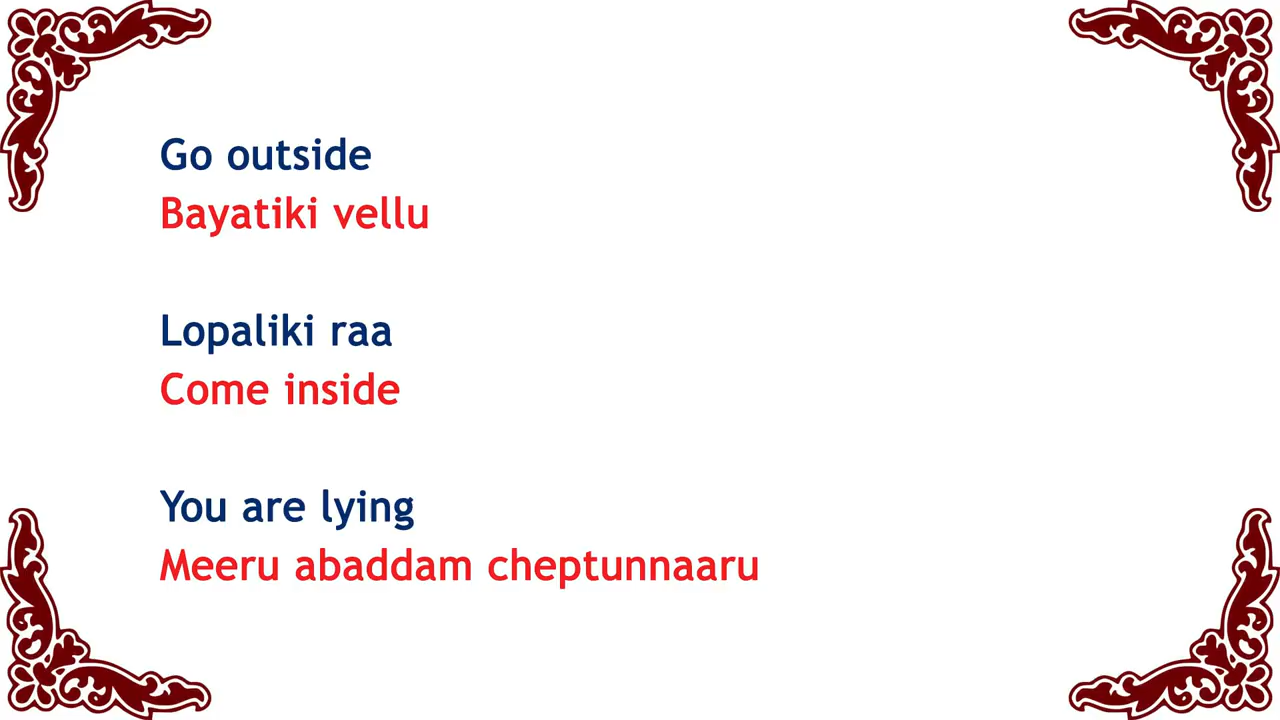 Go outside
Bayatiki vellu
Lopaliki raa
Come inside
You are lying
Meeru abaddam cheptunnaaru